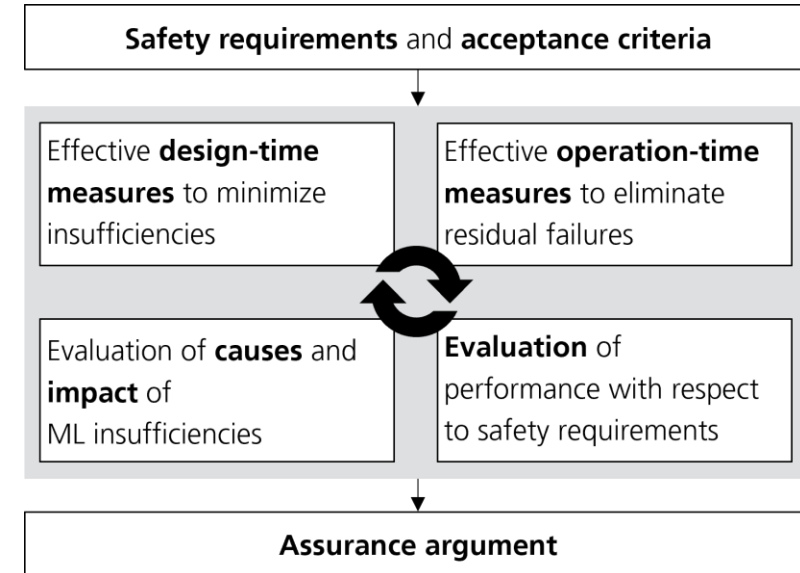 Safety requirements and acceptance criteria
Effective design-time
measures to minimize
insufficiencies
Effective operation-time
measures to eliminate
residual failures
Evaluation of causes and
impact of
ML insufficiencies
Evaluation of
performance with respect
to safety requirements
Assurance argument